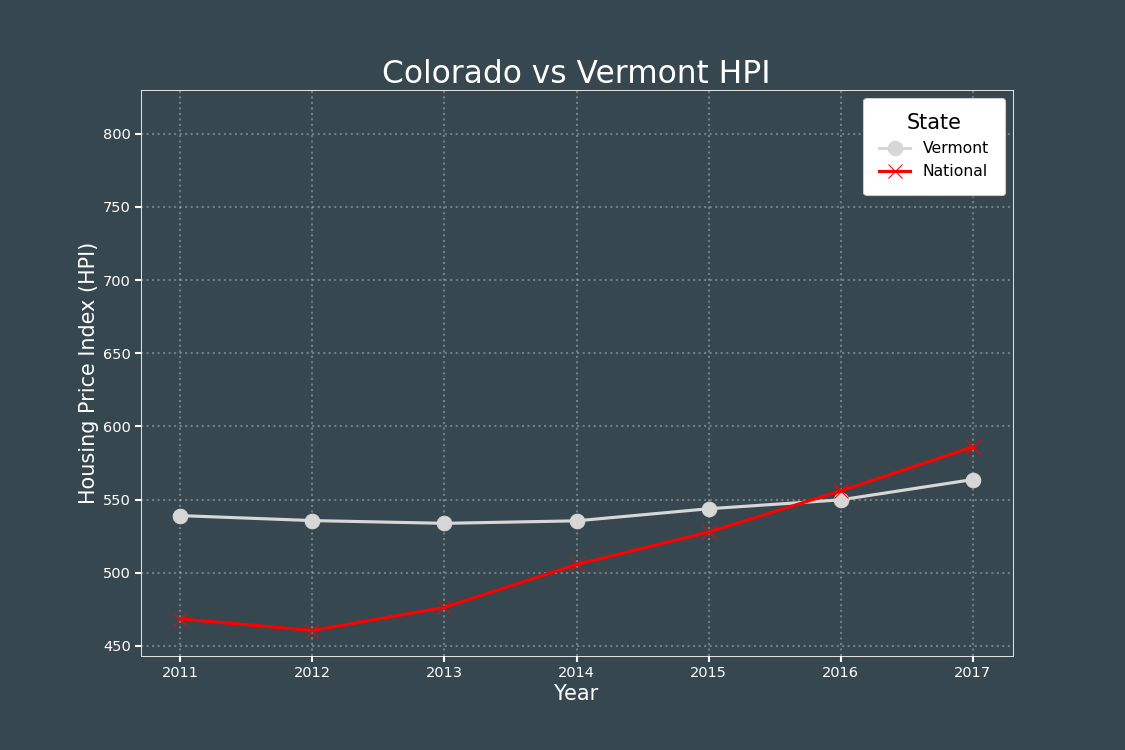 Colorado vs Vermont HPI
State
Vermont
National
Housing Price Index (HPI)
800
750
700
650
600
550
500
450
2011 2012 2013 2014 2015 2016 2017
Year